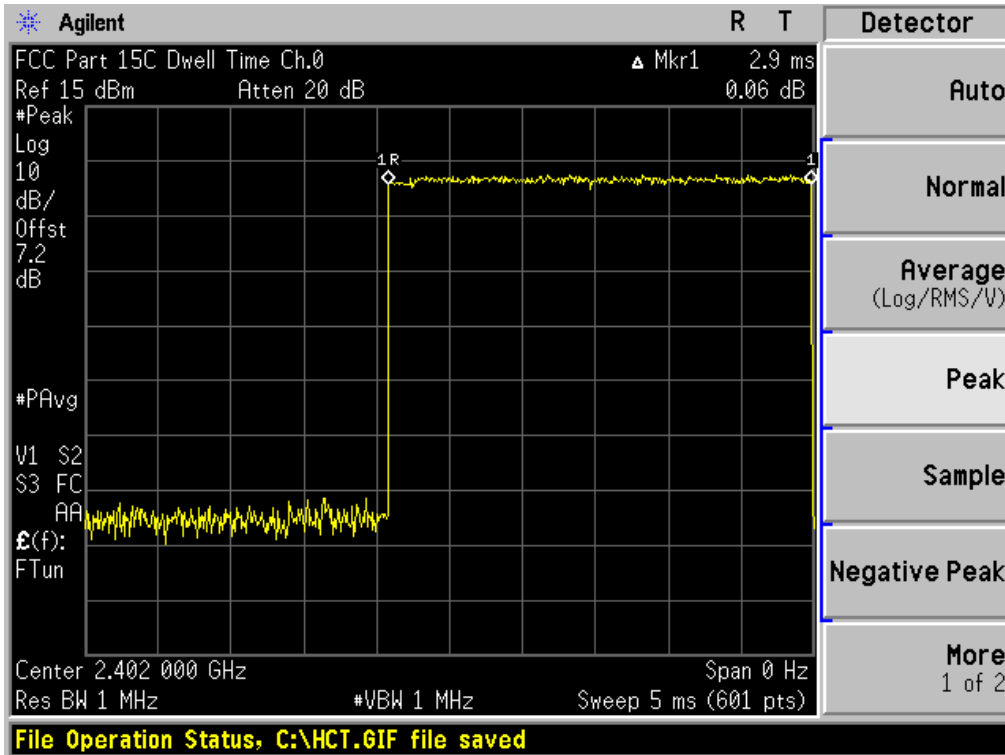 Agilent R T
FCC Part 15C Dwell Time Ch.0 Δ Mkr1 2.9 ms
Ref 15 dBm Atten 20 dB 0.06 dB
#Peak
Log
10
dB/
Offst
7.2
dB
1R
1
#PAvg
V1 S2
S3 FC
AA
£(f):
FTun
Center 2.402 000 GHz Span 0 Hz
Res BW 1 MHz #VBW 1 MHz Sweep 5 ms (601 pts)
File Operation Status, C:\HCT.GIF file saved
Detector
Auto
Normal
Average
(Log/RMS/V)
Peak
Sample
Negative Peak
More
1 of 2